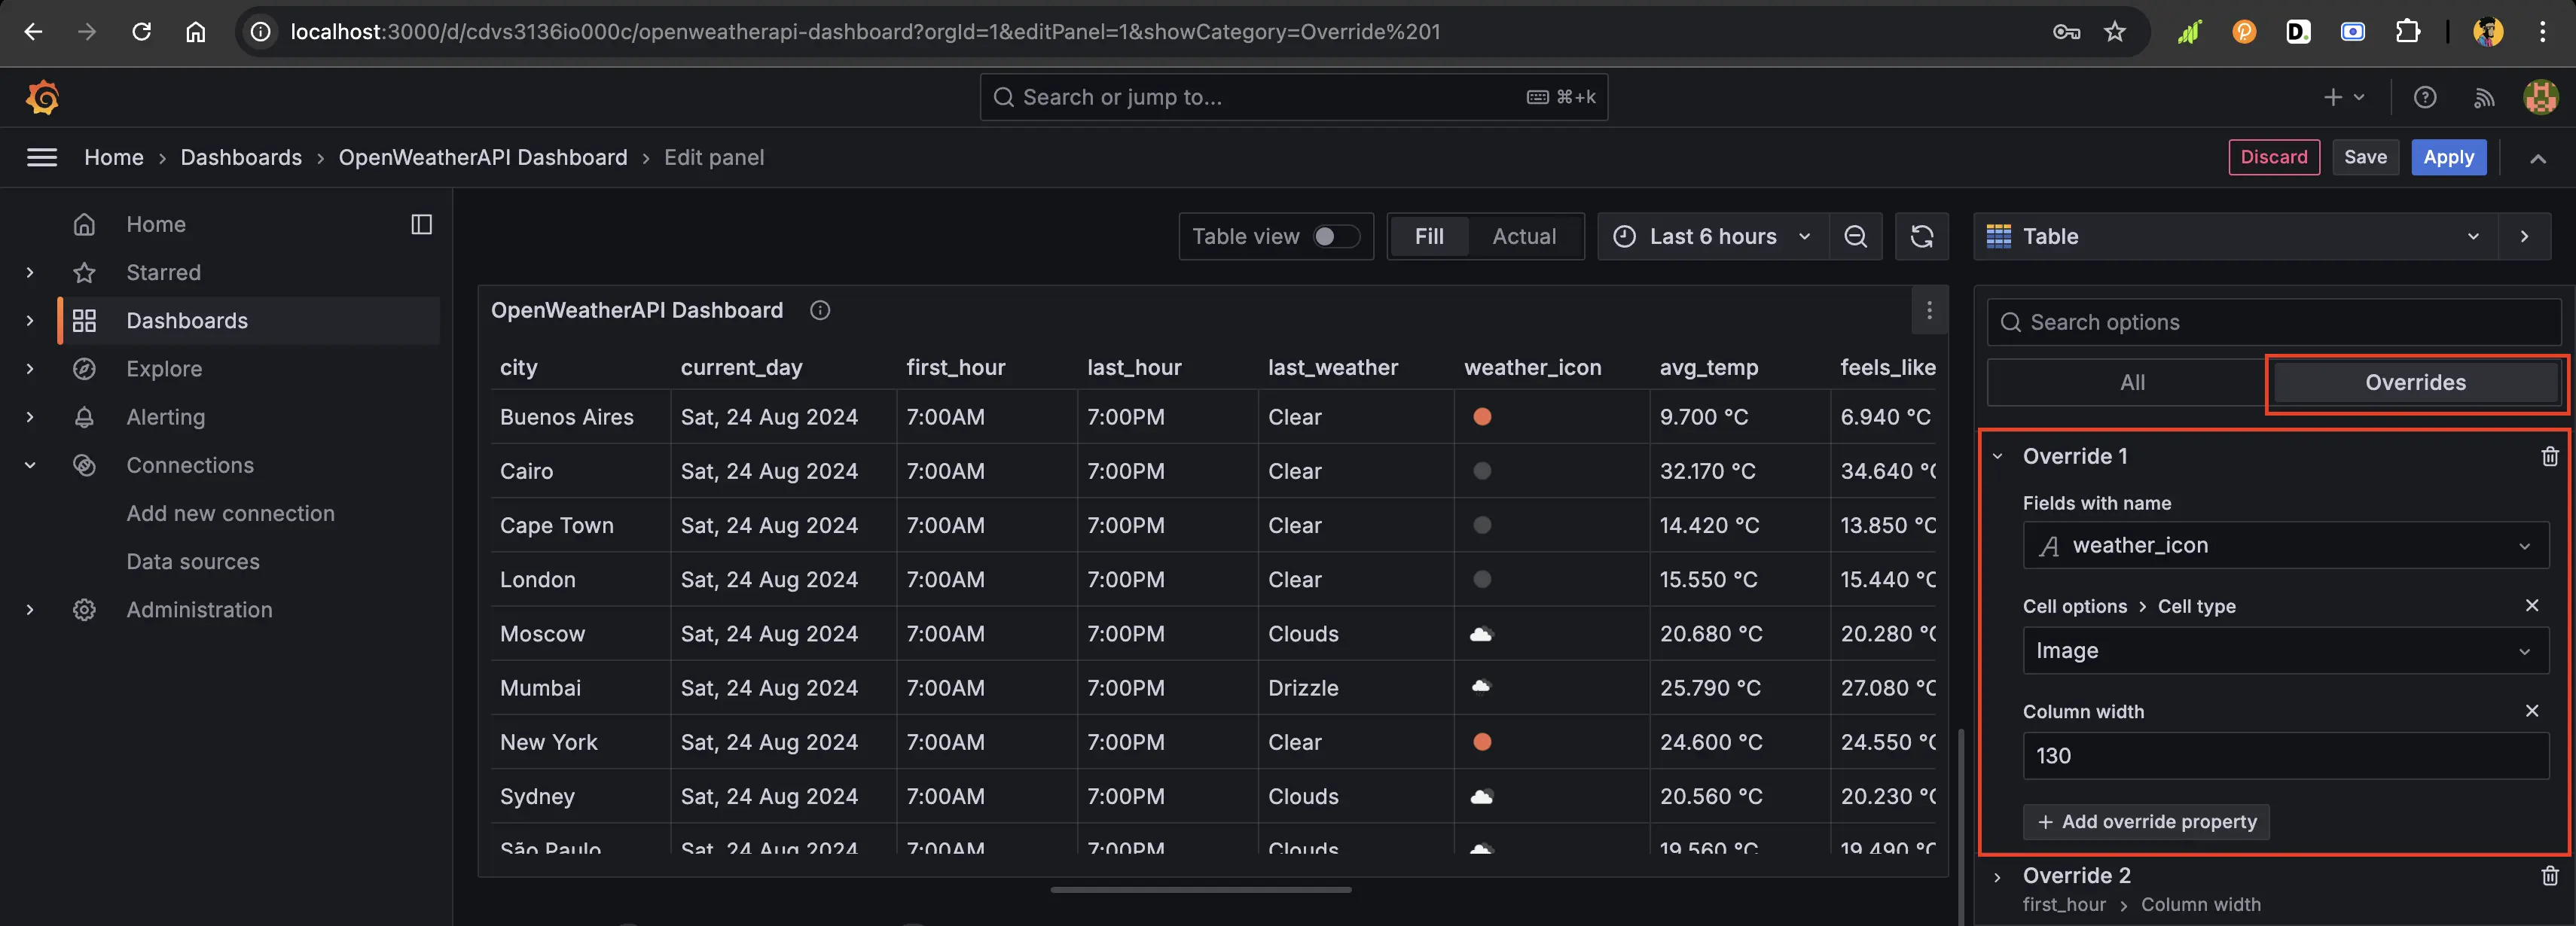 localhost:3000/d/cdvs3136io000c/openweatherapi-dashboard?orgId=1&editPanel=1&showCategory=Override%201
Search or jump to... ⌘+k
Home › Dashboards › OpenWeatherAPI Dashboard › Edit panel
Discard Save Apply
Home
Starred
Dashboards
Explore
Alerting
Connections
Add new connection
Data sources
Administration
Table view Fill Actual Last 6 hours
OpenWeatherAPI Dashboard
city current_day first_hour last_hour last_weather weather_icon avg_temp feels_like
Buenos Aires Sat, 24 Aug 2024 7:00AM 7:00PM Clear 9.700 °C 6.940 °C
Cairo Sat, 24 Aug 2024 7:00AM 7:00PM Clear 32.170 °C 34.640 °C
Cape Town Sat, 24 Aug 2024 7:00AM 7:00PM Clear 14.420 °C 13.850 °C
London Sat, 24 Aug 2024 7:00AM 7:00PM Clear 15.550 °C 15.440 °C
Moscow Sat, 24 Aug 2024 7:00AM 7:00PM Clouds 20.680 °C 20.280 °C
Mumbai Sat, 24 Aug 2024 7:00AM 7:00PM Drizzle 25.790 °C 27.080 °C
New York Sat, 24 Aug 2024 7:00AM 7:00PM Clear 24.600 °C 24.550 °C
Sydney Sat, 24 Aug 2024 7:00AM 7:00PM Clouds 20.560 °C 20.230 °C
São Paulo Sat, 24 Aug 2024 7:00AM 7:00PM Clouds 19.560 °C 19.490 °C
Table
Search options
All Overrides
Override 1
Fields with name
weather_icon
Cell options › Cell type
Image
Column width
130
+ Add override property
Override 2
first_hour › Column width